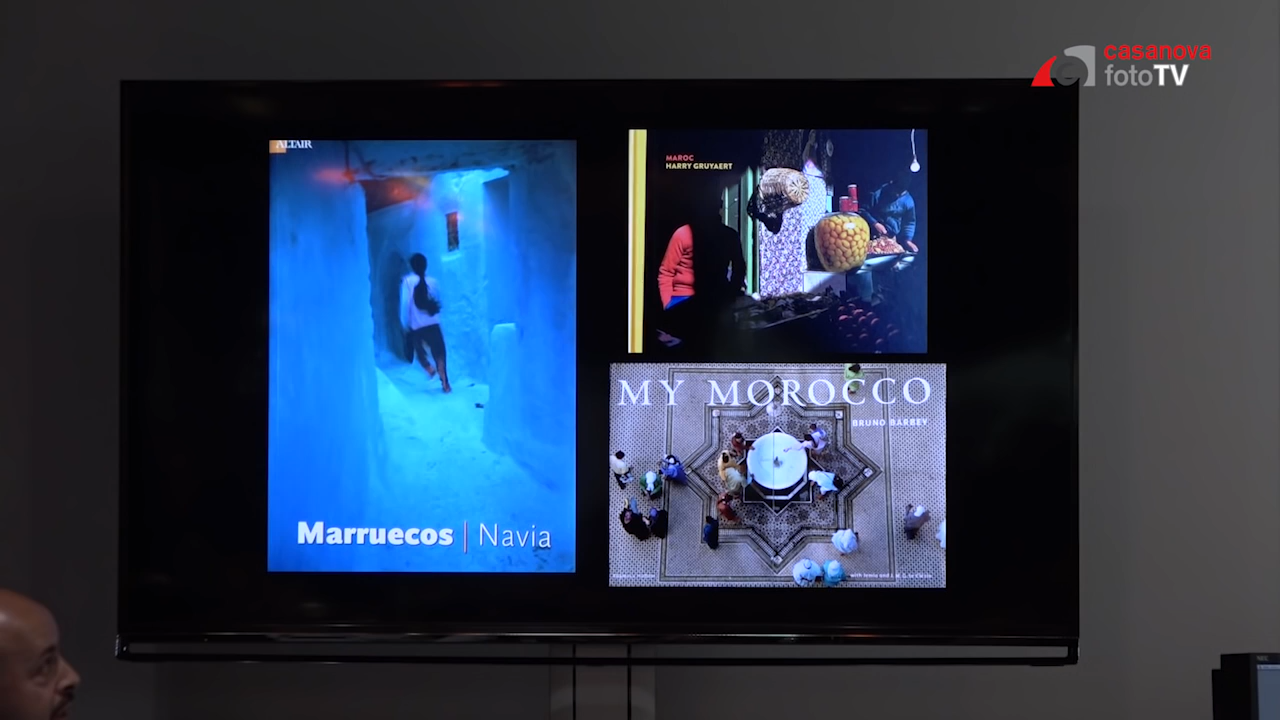 casanova
fotoTV
ALTAIR
Marruecos | Navia
MAROC
HARRY GRUYAERT
MY MOROCCO
BRUNO BARBEY